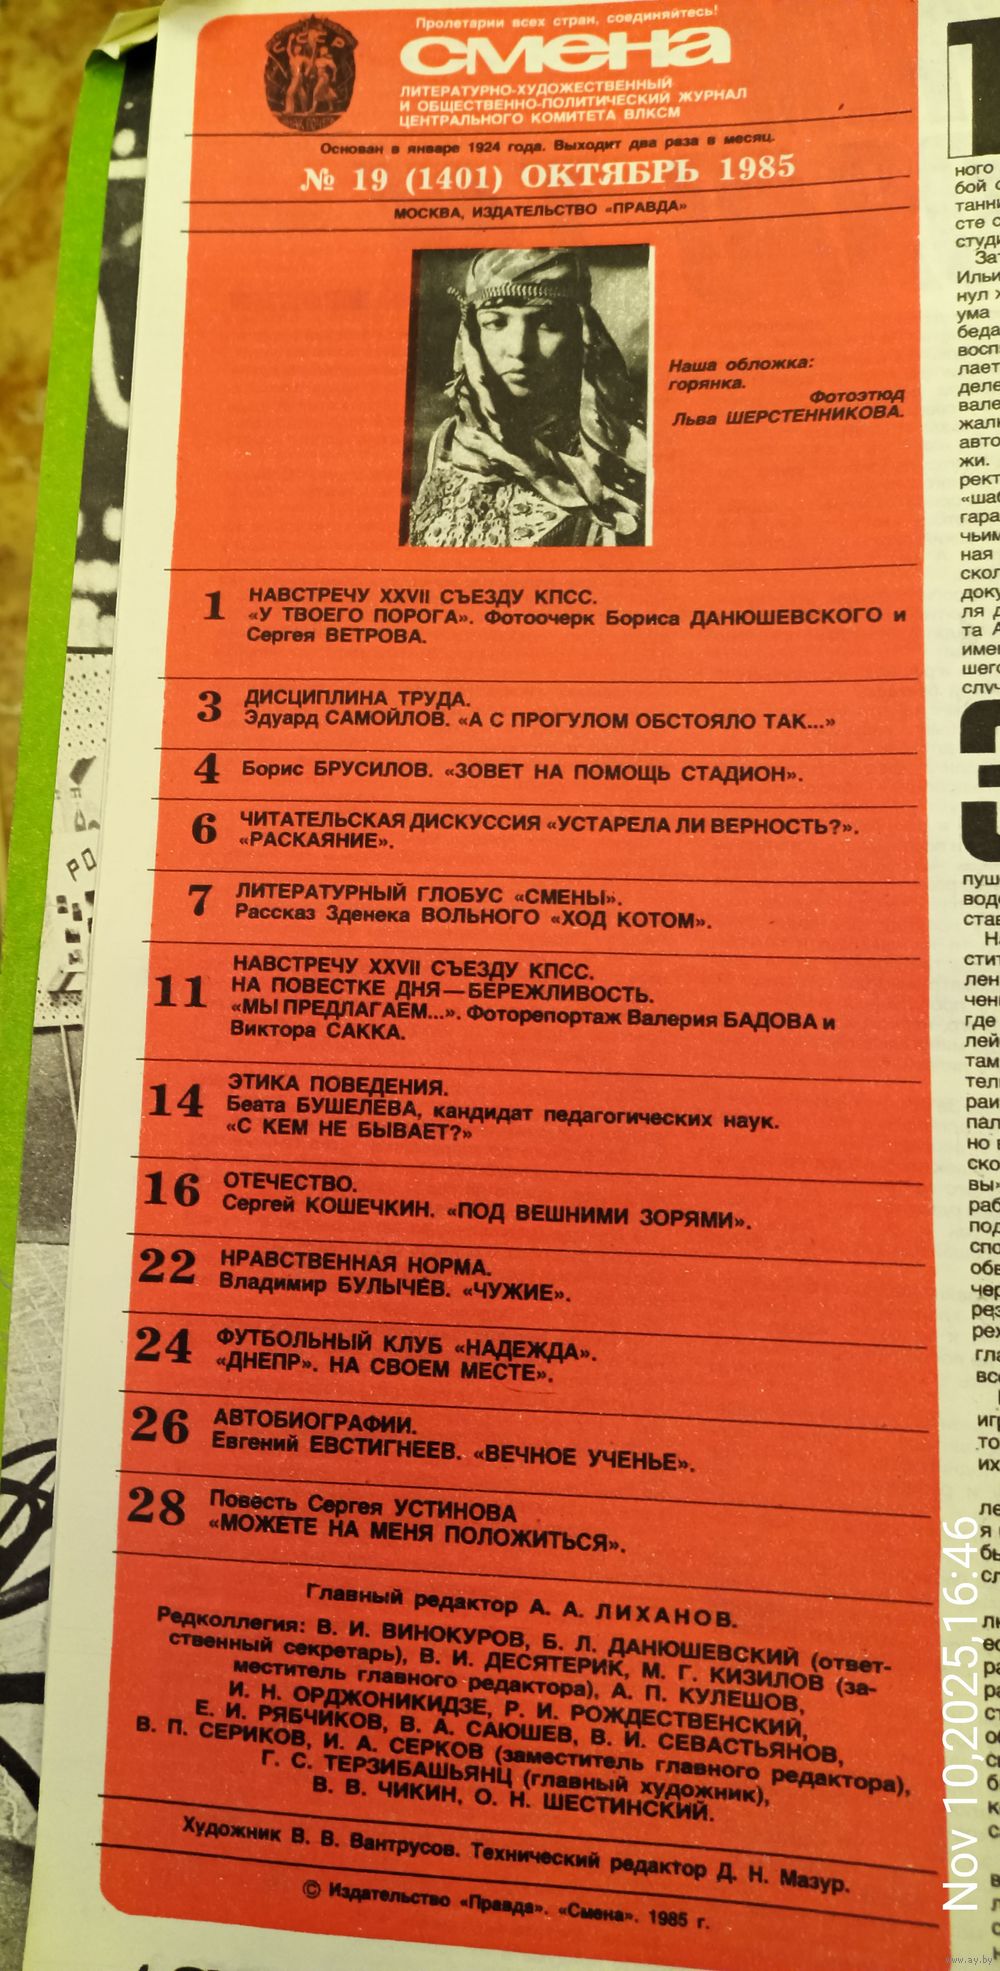 Пролетарии всех стран, соединяйтесь!
смена
ЛИТЕРАТУРНО-ХУДОЖЕСТВЕННЫЙ
И ОБЩЕСТВЕННО-ПОЛИТИЧЕСКИЙ ЖУРНАЛ
ЦЕНТРАЛЬНОГО КОМИТЕТА ВЛКСМ
Основан в январе 1924 года. Выходит два раза в месяц.
№ 19 (1401) ОКТЯБРЬ 1985
МОСКВА, ИЗДАТЕЛЬСТВО «ПРАВДА»
Наша обложка:
горянка.
Фотоэтюд
Льва ШЕРСТЕННИКОВА.
1 НАВСТРЕЧУ XXVII СЪЕЗДУ КПСС.
«У ТВОЕГО ПОРОГА». Фотоочерк Бориса ДАНЮШЕВСКОГО и
Сергея ВЕТРОВА.
3 ДИСЦИПЛИНА ТРУДА.
Эдуард САМОЙЛОВ. «А С ПРОГУЛОМ ОБСТОЯЛО ТАК...»
4 Борис БРУСИЛОВ. «ЗОВЕТ НА ПОМОЩЬ СТАДИОН».
6 ЧИТАТЕЛЬСКАЯ ДИСКУССИЯ «УСТАРЕЛА ЛИ ВЕРНОСТЬ?».
«РАСКАЯНИЕ».
7 ЛИТЕРАТУРНЫЙ ГЛОБУС «СМЕНЫ».
Рассказ Зденека ВОЛЬНОГО «ХОД КОТОМ».
11 НАВСТРЕЧУ XXVII СЪЕЗДУ КПСС.
НА ПОВЕСТКЕ ДНЯ — БЕРЕЖЛИВОСТЬ.
«МЫ ПРЕДЛАГАЕМ...». Фоторепортаж Валерия БАДОВА и
Виктора САККА.
14 ЭТИКА ПОВЕДЕНИЯ.
Беата БУШЕЛЕВА, кандидат педагогических наук.
«С КЕМ НЕ БЫВАЕТ?»
16 ОТЕЧЕСТВО.
Сергей КОШЕЧКИН. «ПОД ВЕШНИМИ ЗОРЯМИ».
22 НРАВСТВЕННАЯ НОРМА.
Владимир БУЛЫЧЕВ. «ЧУЖИЕ».
24 ФУТБОЛЬНЫЙ КЛУБ «НАДЕЖДА».
«ДНЕПР». НА СВОЕМ МЕСТЕ».
26 АВТОБИОГРАФИИ.
Евгений ЕВСТИГНЕЕВ. «ВЕЧНОЕ УЧЕНЬЕ».
28 Повесть Сергея УСТИНОВА
«МОЖЕТЕ НА МЕНЯ ПОЛОЖИТЬСЯ».
Главный редактор А. А. ЛИХАНОВ.
Редколлегия: В. И. ВИНОКУРОВ, Б. Л. ДАНЮШЕВСКИЙ (ответ-
ственный секретарь), В. И. ДЕСЯТЕРИК, М. Г. КИЗИЛОВ (за-
меститель главного редактора), А. П. КУЛЕШОВ,
И. Н. ОРДЖОНИКИДЗЕ, Р. И. РОЖДЕСТВЕНСКИЙ,
Е. И. РЯБЧИКОВ, В. А. САЮШЕВ, В. И. СЕВАСТЬЯНОВ,
В. П. СЕРИКОВ, И. А. СЕРКОВ (заместитель главного редактора),
Г. С. ТЕРЗИБАШЬЯНЦ (главный художник),
В. В. ЧИКИН, О. Н. ШЕСТИНСКИЙ.
Художник В. В. Вантрусов. Технический редактор Д. Н. Мазур.
© Издательство «Правда». «Смена». 1985 г.
Nov 10,2025,16:46
www.ay.by